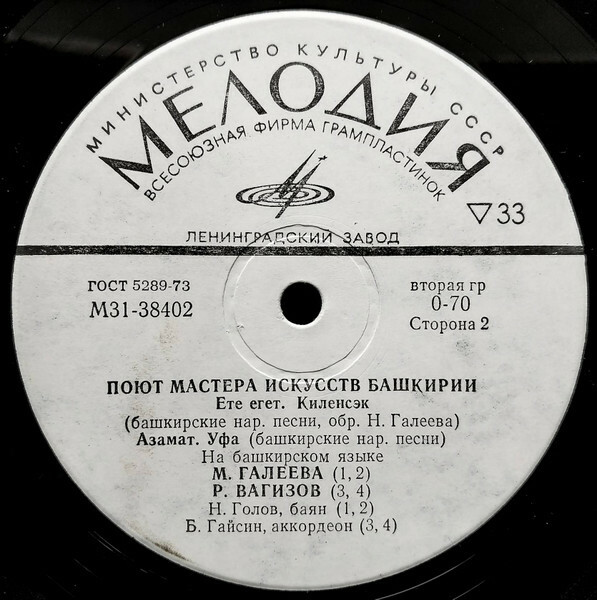 МИНИСТЕРСТВО КУЛЬТУРЫ СССР
МЕЛОДИЯ
ВСЕСОЮЗНАЯ ФИРМА ГРАМПЛАСТИНОК
▽33
ЛЕНИНГРАДСКИЙ ЗАВОД
ГОСТ 5289-73
М31-38402
вторая гр
0-70
Сторона 2
ПОЮТ МАСТЕРА ИСКУССТВ БАШКИРИИ
Ете егет. Киленсэк
(башкирские нар. песни, обр. Н. Галеева)
Азамат. Уфа (башкирские нар. песни)
На башкирском языке
М. ГАЛЕЕВА (1, 2)
Р. ВАГИЗОВ (3, 4)
Н. Голов, баян (1, 2)
Б. Гайсин, аккордеон (3, 4)